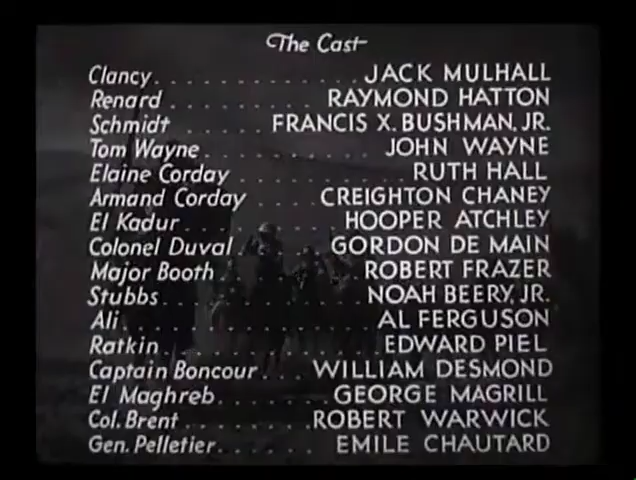 The Cast
Clancy. . . . . . . . . . . . . . . . . JACK MULHALL
Renard . . . . . . . . . . . . . RAYMOND HATTON
Schmidt . . . . . . . . FRANCIS X. BUSHMAN, JR.
Tom Wayne. . . . . . . . . . . . . . . JOHN WAYNE
Elaine Corday . . . . . . . . . . . . . . . RUTH HALL
Armand Corday . . . . . . CREIGHTON CHANEY
El Kadur. . . . . . . . . . . . . HOOPER ATCHLEY
Colonel Duval . . . . . . . . GORDON DE MAIN
Major Booth . . . . . . . . . . . ROBERT FRAZER
Stubbs. . . . . . . . . . . . . . . NOAH BEERY, JR.
Ali. . . . . . . . . . . . . . . . . . . AL FERGUSON
Ratkin. . . . . . . . . . . . . . . . . EDWARD PIEL
Captain Boncour . . . . WILLIAM DESMOND
El Maghreb. . . . . . . . . . GEORGE MAGRILL
Col. Brent . . . . . . . . . . ROBERT WARWICK
Gen. Pelletier. . . . . . . EMILE CHAUTARD